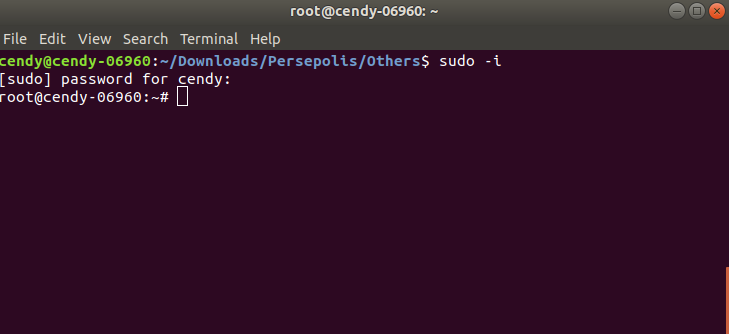 root@cendy-06960: ~
File Edit View Search Terminal Help
cendy@cendy-06960:~/Downloads/Persepolis/Others$ sudo -i
[sudo] password for cendy:
root@cendy-06960:~#